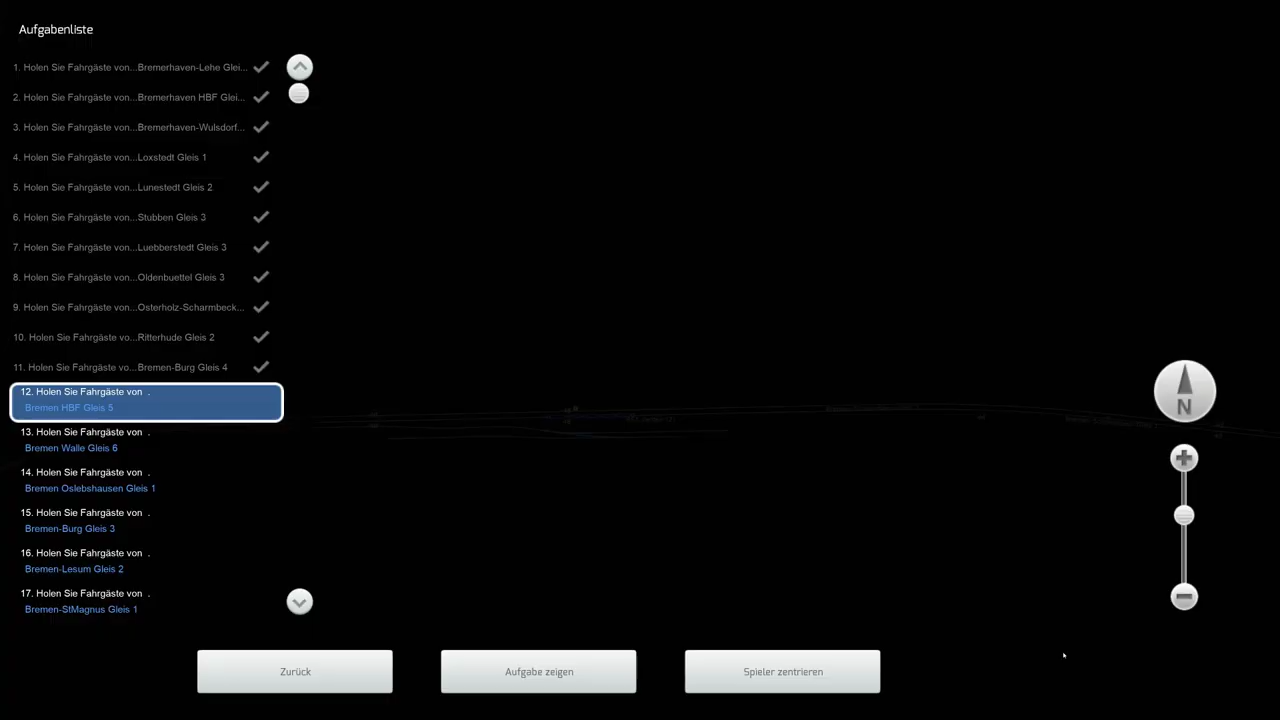 Aufgabenliste
1. Holen Sie Fahrgäste von...Bremerhaven-Lehe Glei...
2. Holen Sie Fahrgäste von...Bremerhaven HBF Glei...
3. Holen Sie Fahrgäste von...Bremerhaven-Wulsdorf...
4. Holen Sie Fahrgäste von...Loxstedt Gleis 1
5. Holen Sie Fahrgäste von...Lunestedt Gleis 2
6. Holen Sie Fahrgäste von...Stubben Gleis 3
7. Holen Sie Fahrgäste von...Luebberstedt Gleis 3
8. Holen Sie Fahrgäste von...Oldenbuettel Gleis 3
9. Holen Sie Fahrgäste von...Osterholz-Scharmbeck...
10. Holen Sie Fahrgäste vo...Ritterhude Gleis 2
11. Holen Sie Fahrgäste vo...Bremen-Burg Gleis 4
12. Holen Sie Fahrgäste von .
Bremen HBF Gleis 5
13. Holen Sie Fahrgäste von .
Bremen Walle Gleis 6
14. Holen Sie Fahrgäste von .
Bremen Oslebshausen Gleis 1
15. Holen Sie Fahrgäste von .
Bremen-Burg Gleis 3
16. Holen Sie Fahrgäste von .
Bremen-Lesum Gleis 2
17. Holen Sie Fahrgäste von .
Bremen-StMagnus Gleis 1
N
Zurück
Aufgabe zeigen
Spieler zentrieren